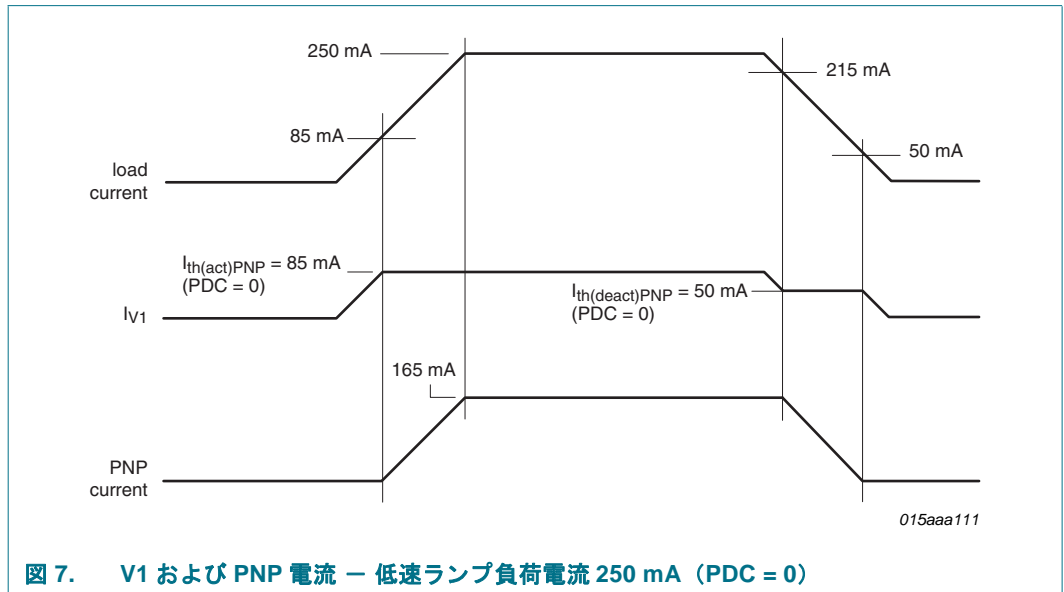 250 mA
215 mA
85 mA
50 mA
load
current
Ith(act)PNP = 85 mA
(PDC = 0)
Ith(deact)PNP = 50 mA
(PDC = 0)
IV1
165 mA
PNP
current
015aaa111
図 7. V1 および PNP 電流 － 低速ランプ負荷電流 250 mA（PDC = 0）